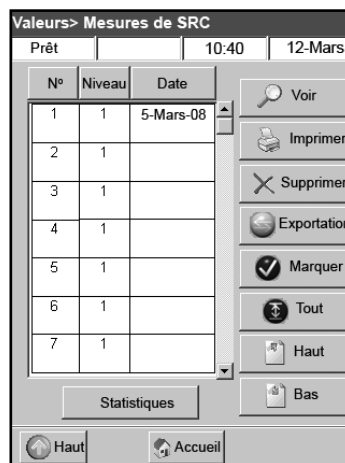 Valeurs> Mesures de SRC
Prêt 10:40 12-Mars
Nº Niveau Date
1 1 5-Mars-08
2 1
3 1
4 1
5 1
6 1
7 1
Voir
Imprimer
Supprimer
Exportation
Marquer
Tout
Haut
Bas
Statistiques
Haut Accueil